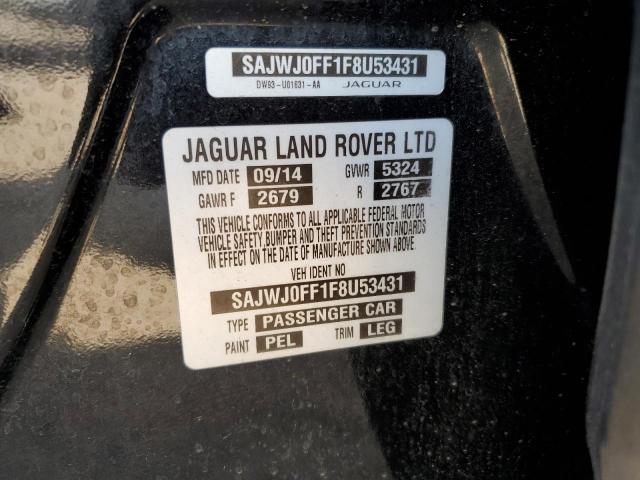 SAJWJ0FF1F8U53431
DW93-U01631-AA JAGUAR
JAGUAR LAND ROVER LTD
MFD DATE 09/14 GVWR 5324
GAWR F 2679 R 2767
THIS VEHICLE CONFORMS TO ALL APPLICABLE FEDERAL MOTOR
VEHICLE SAFETY,BUMPER AND THEFT PREVENTION STANDARDS
IN EFFECT ON THE DATE OF MANUFACTURE SHOWN ABOVE.
VEH IDENT NO
SAJWJ0FF1F8U53431
TYPE PASSENGER CAR
PAINT PEL TRIM LEG